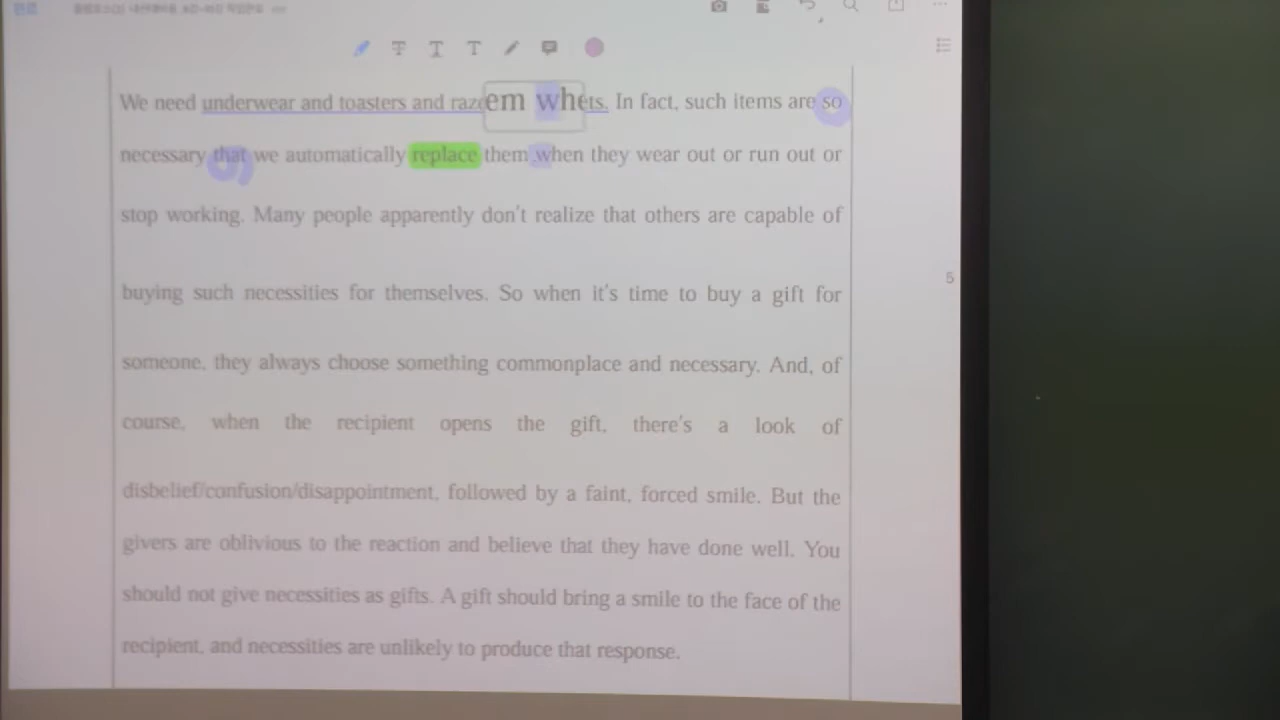 편집
We need underwear and toasters and raz em whets. In fact, such items are so
necessary that we automatically replace them when they wear out or run out or
stop working. Many people apparently don't realize that others are capable of
buying such necessities for themselves. So when it's time to buy a gift for
5
someone, they always choose something commonplace and necessary. And, of
course, when the recipient opens the gift, there's a look of
disbelief/confusion/disappointment, followed by a faint, forced smile. But the
givers are oblivious to the reaction and believe that they have done well. You
should not give necessities as gifts. A gift should bring a smile to the face of the
recipient, and necessities are unlikely to produce that response.